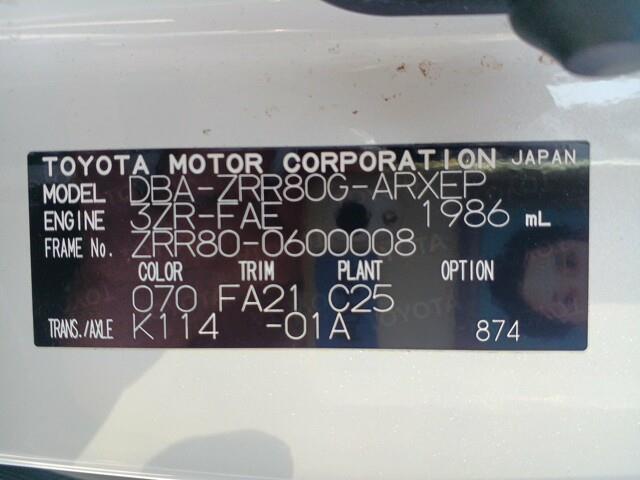 TOYOTA MOTOR CORPORATION JAPAN
MODEL DBA-ZRR80G-ARXEP
ENGINE 3ZR-FAE 1986 mL
FRAME No. ZRR80-0600008
COLOR TRIM PLANT OPTION
070 FA21 C25
TRANS./AXLE K114 -01A 874